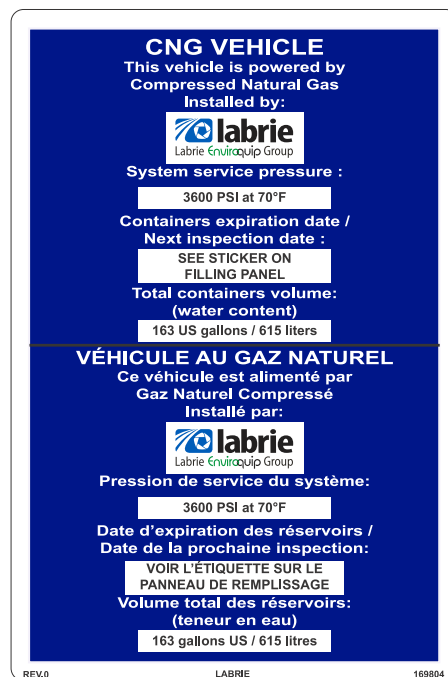 CNG VEHICLE
This vehicle is powered by
Compressed Natural Gas
Installed by:
labrie
Labrie Enviroquip Group
System service pressure :
3600 PSI at 70°F
Containers expiration date /
Next inspection date :
SEE STICKER ON
FILLING PANEL
Total containers volume:
(water content)
163 US gallons / 615 liters
VÉHICULE AU GAZ NATUREL
Ce véhicule est alimenté par
Gaz Naturel Compressé
Installé par:
labrie
Labrie Enviroquip Group
Pression de service du système:
3600 PSI at 70°F
Date d'expiration des réservoirs /
Date de la prochaine inspection:
VOIR L'ÉTIQUETTE SUR LE
PANNEAU DE REMPLISSAGE
Volume total des réservoirs:
(teneur en eau)
163 gallons US / 615 litres
REV.0 LABRIE 169804